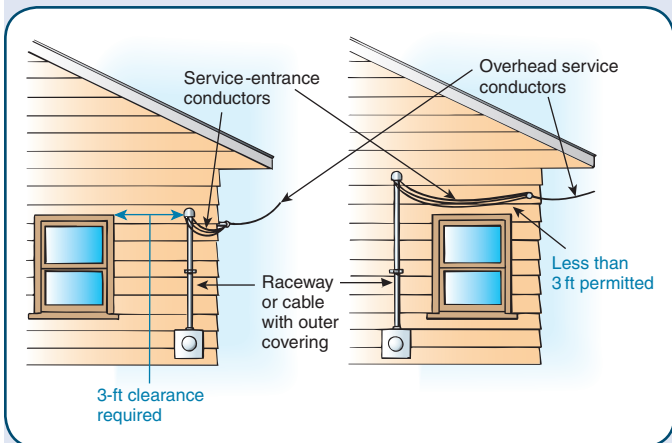 Service-entrance
conductors
Overhead service
conductors
Less than
3 ft permitted
Raceway
or cable
with outer
covering
3-ft clearance
required